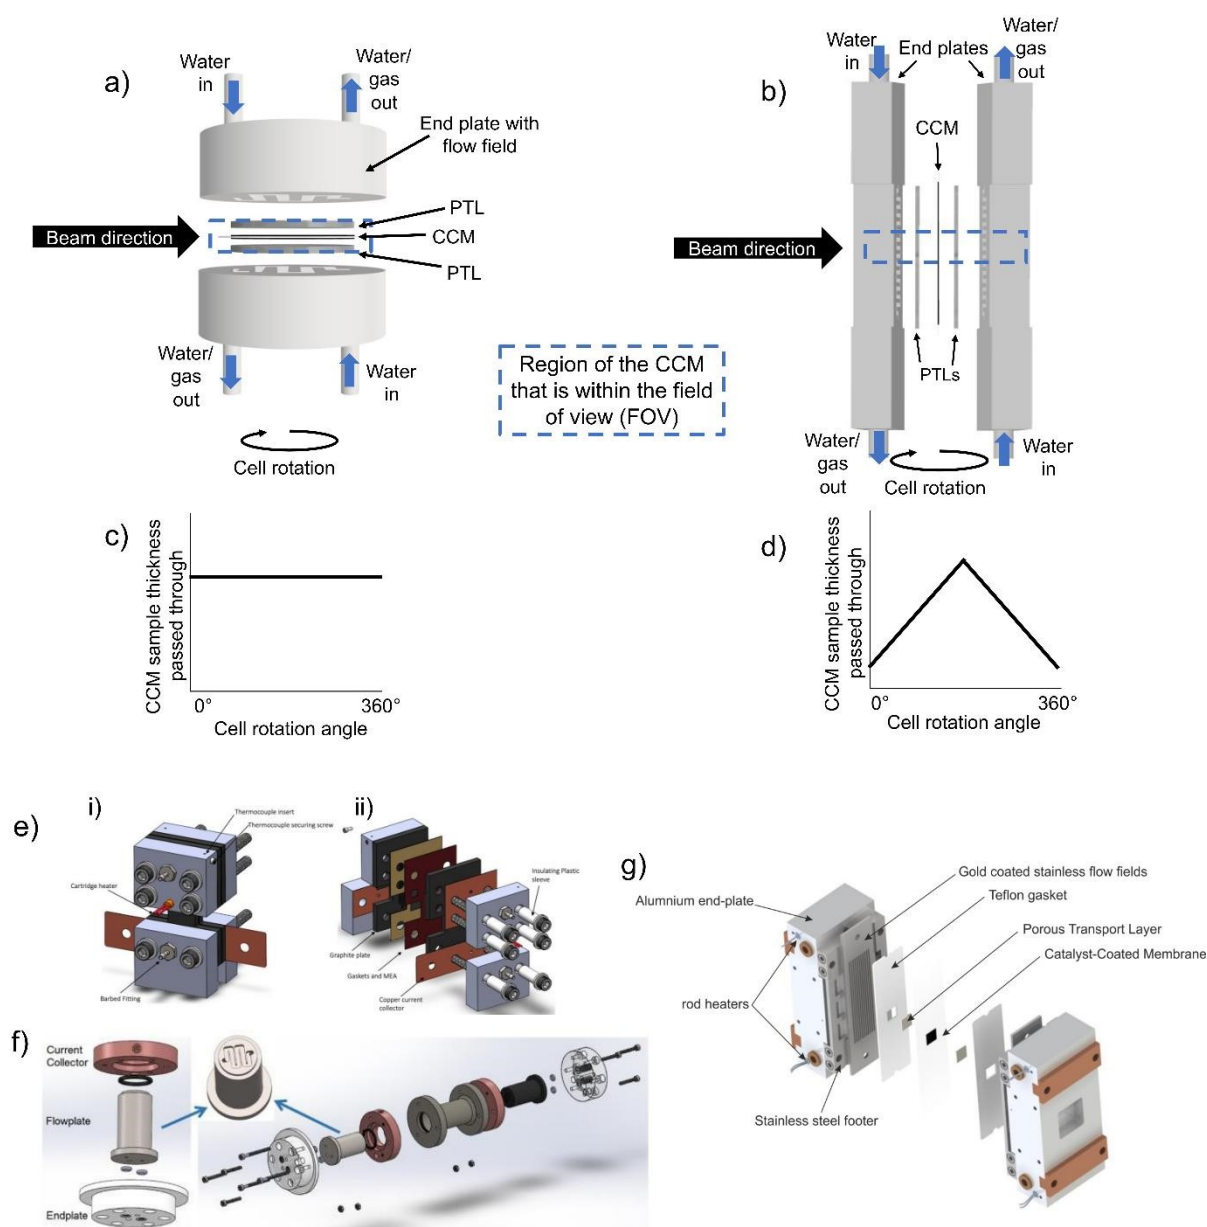 a)
Water
in
Water/
gas
out
End plate with
flow field
PTL
CCM
PTL
Beam direction
Water/
gas
out
Water
in
Cell rotation
Region of the CCM
that is within the field
of view (FOV)
b)
Water
in
End plates
Water/
gas
out
CCM
Beam direction
PTLs
Water/
gas
out
Water
in
Cell rotation
c)
CCM sample thickness
passed through
0°
360°
Cell rotation angle
d)
CCM sample thickness
passed through
0°
360°
Cell rotation angle
e)
i)
Thermocouple insert
Thermocouple securing screw
Cartridge heater
Barbed Fitting
ii)
Insulating Plastic
sleeve
Graphite plate
Gaskets and MEA
Copper current
collector
f)
Current
Collector
Flowplate
Endplate
g)
Gold coated stainless flow fields
Alumnium end-plate
Teflon gasket
Porous Transport Layer
Catalyst-Coated Membrane
rod heaters
Stainless steel footer